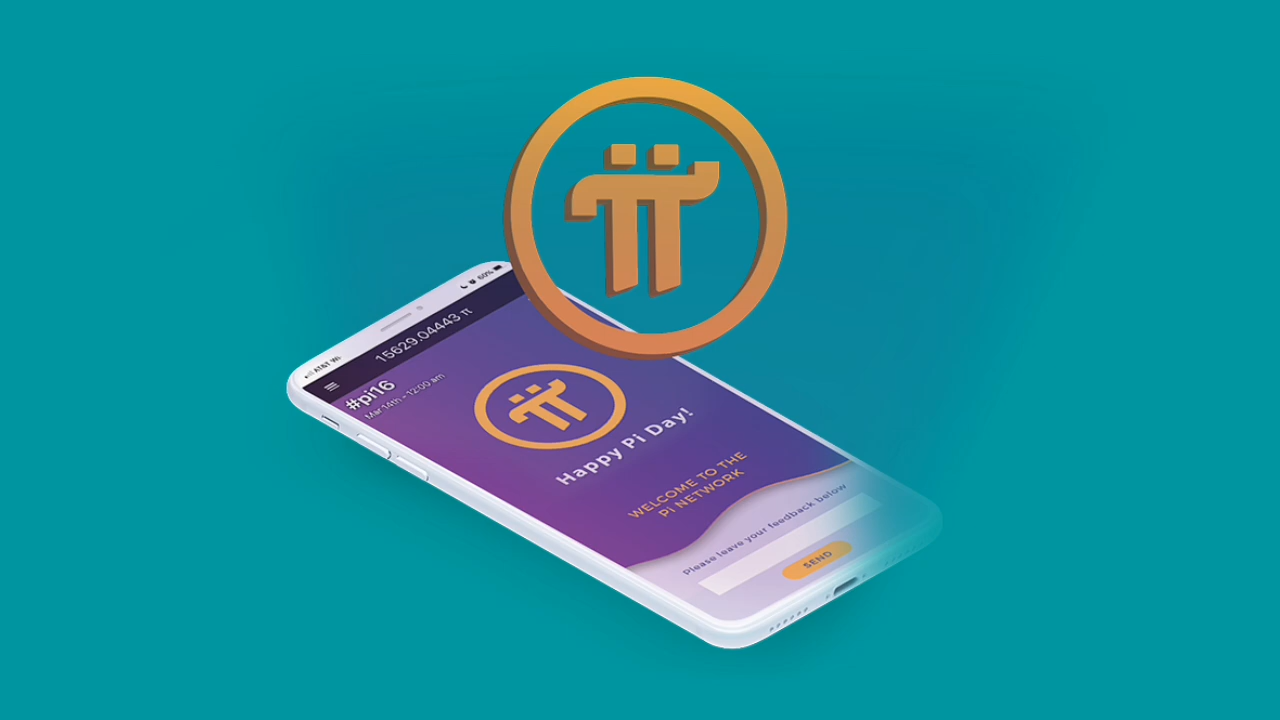 AT&T Wi
60%
15629.04443 π
#pi16
Mar 14th - 12:00 am
Happy Pi Day!
WELCOME TO THE
Pi NETWORK
Please leave your feedback below
SEND